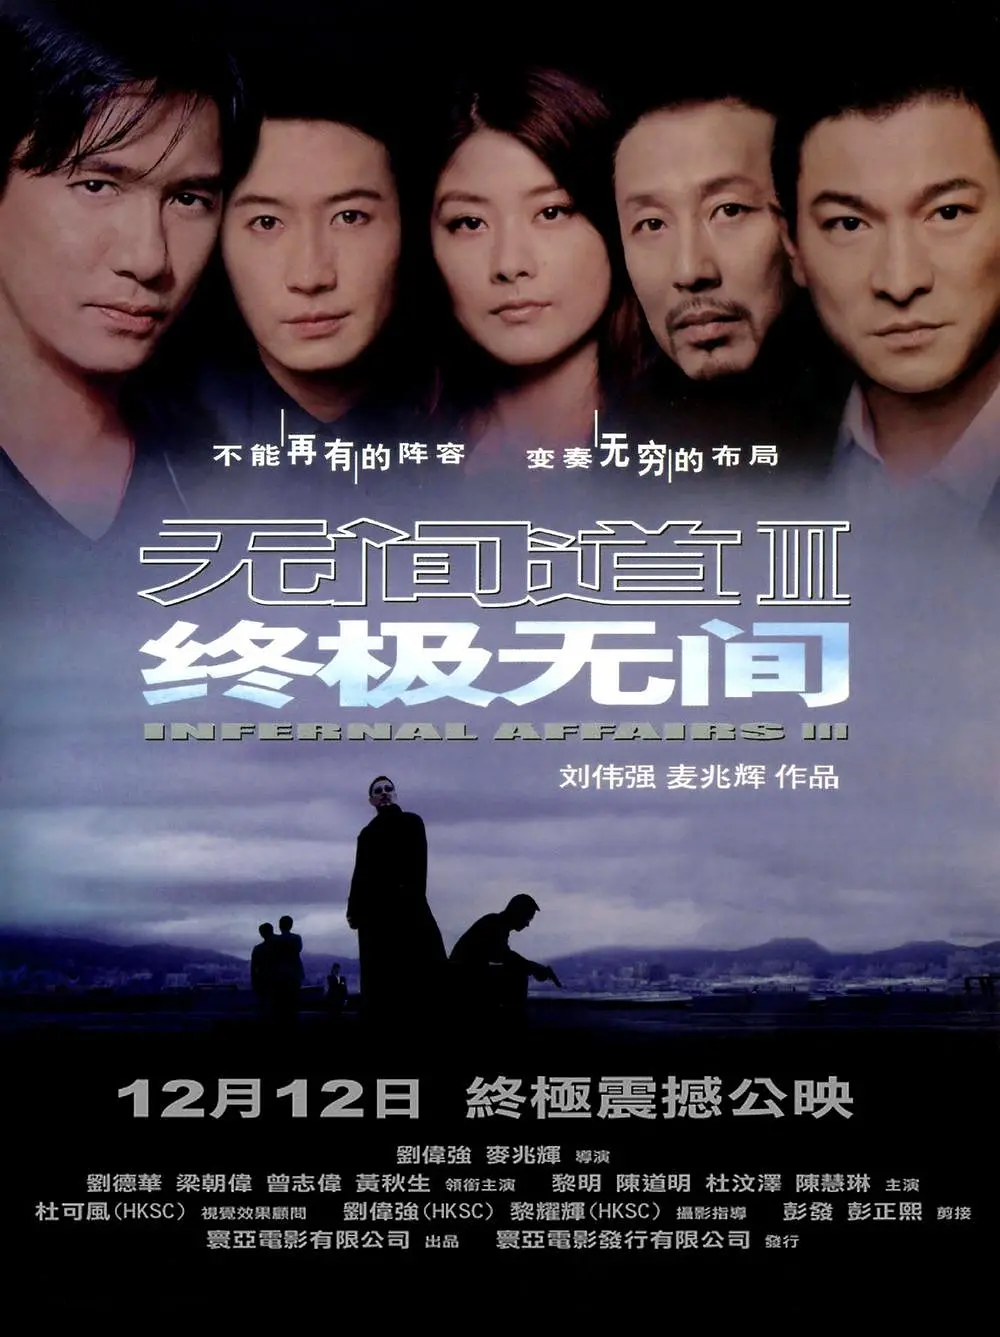 不能再有的阵容 变奏无穷的布局
无间道III
终极无间
INFERNAL AFFAIRS III
刘伟强 麦兆辉 作品
12月12日 終極震撼公映
劉偉強 麥兆輝 導演
劉德華 梁朝偉 曾志偉 黃秋生 領銜主演 黎明 陳道明 杜汶澤 陳慧琳 主演
杜可風(HKSC) 視覺效果顧問 劉偉強(HKSC) 黎耀輝(HKSC) 攝影指導 彭發 彭正熙 剪接
寰亞電影有限公司 出品 寰亞電影發行有限公司 發行